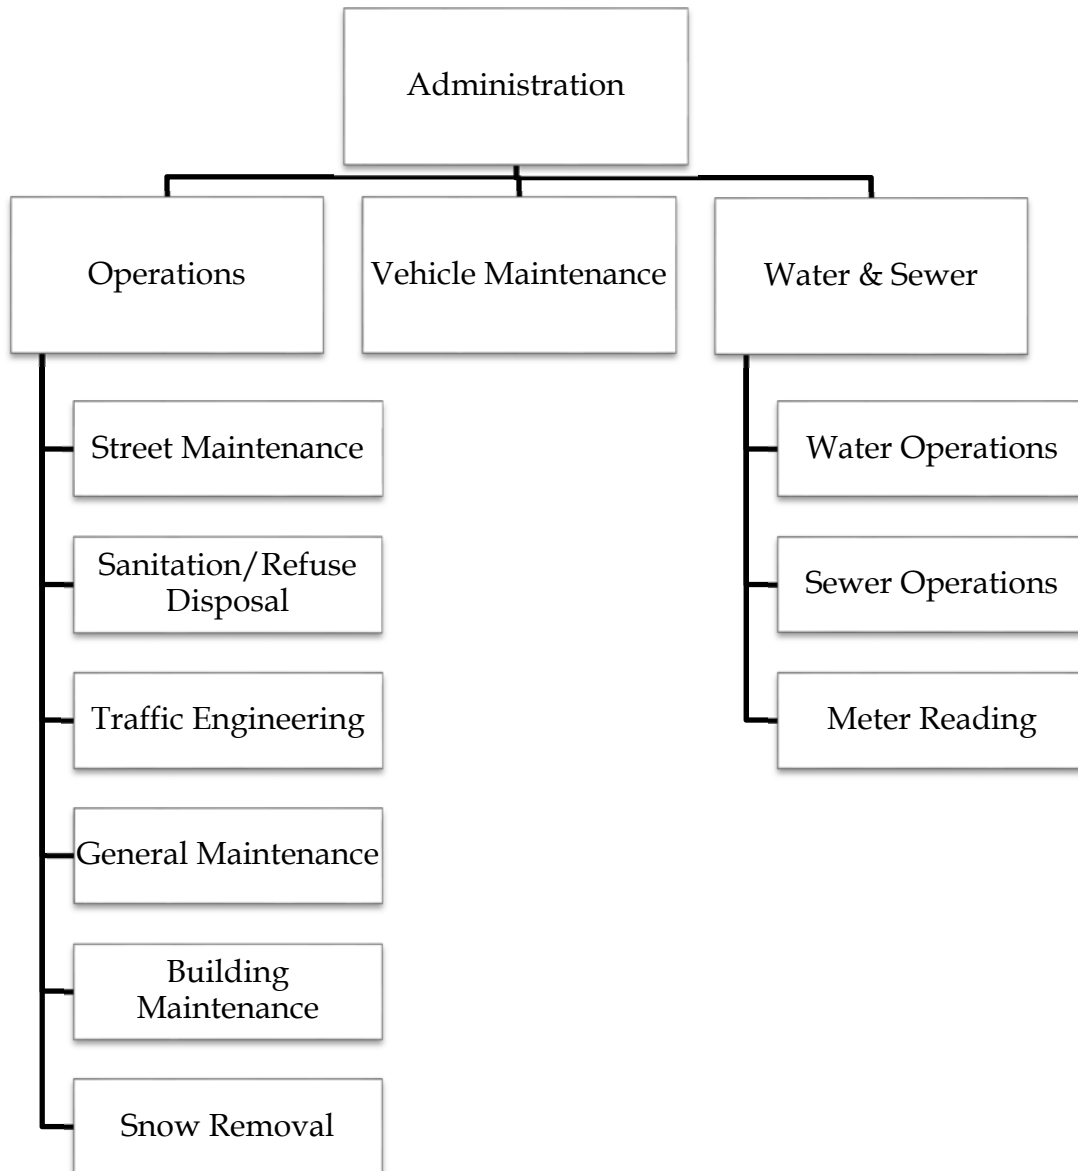 Administration
Operations
Vehicle Maintenance
Water & Sewer
Street Maintenance
Sanitation/Refuse
Disposal
Traffic Engineering
General Maintenance
Building
Maintenance
Snow Removal
Water Operations
Sewer Operations
Meter Reading